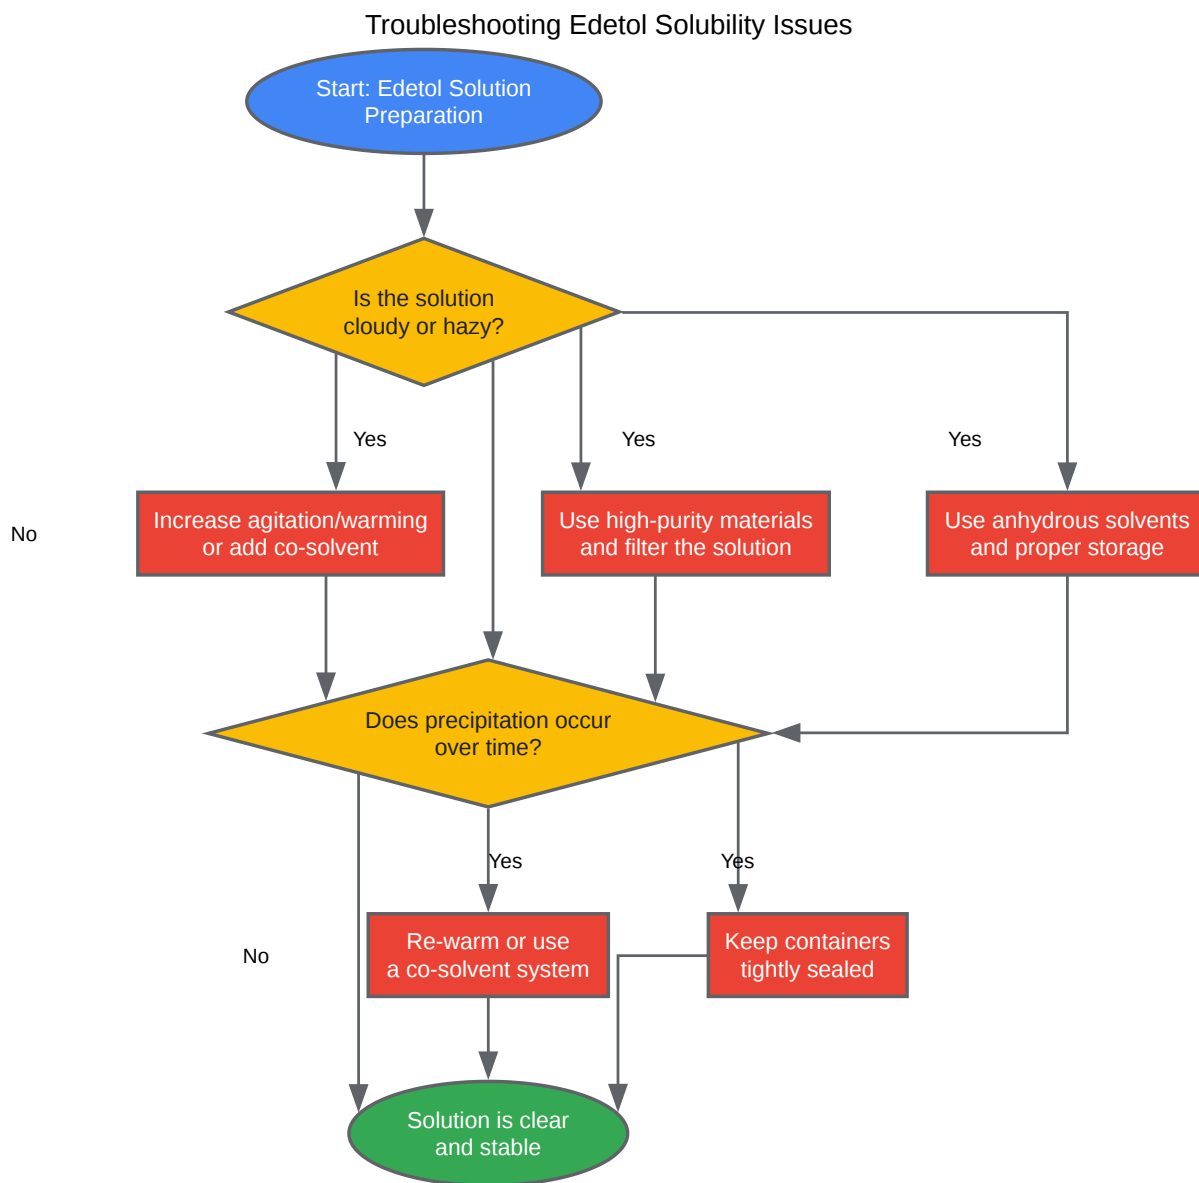 Troubleshooting Edetol Solubility Issues
Start: Edetol Solution
Preparation
Is the solution
cloudy or hazy?
Yes
Yes
Yes
No
Increase agitation/warming
or add co-solvent
Use high-purity materials
and filter the solution
Use anhydrous solvents
and proper storage
Does precipitation occur
over time?
Yes
Yes
No
Re-warm or use
a co-solvent system
Keep containers
tightly sealed
Solution is clear
and stable